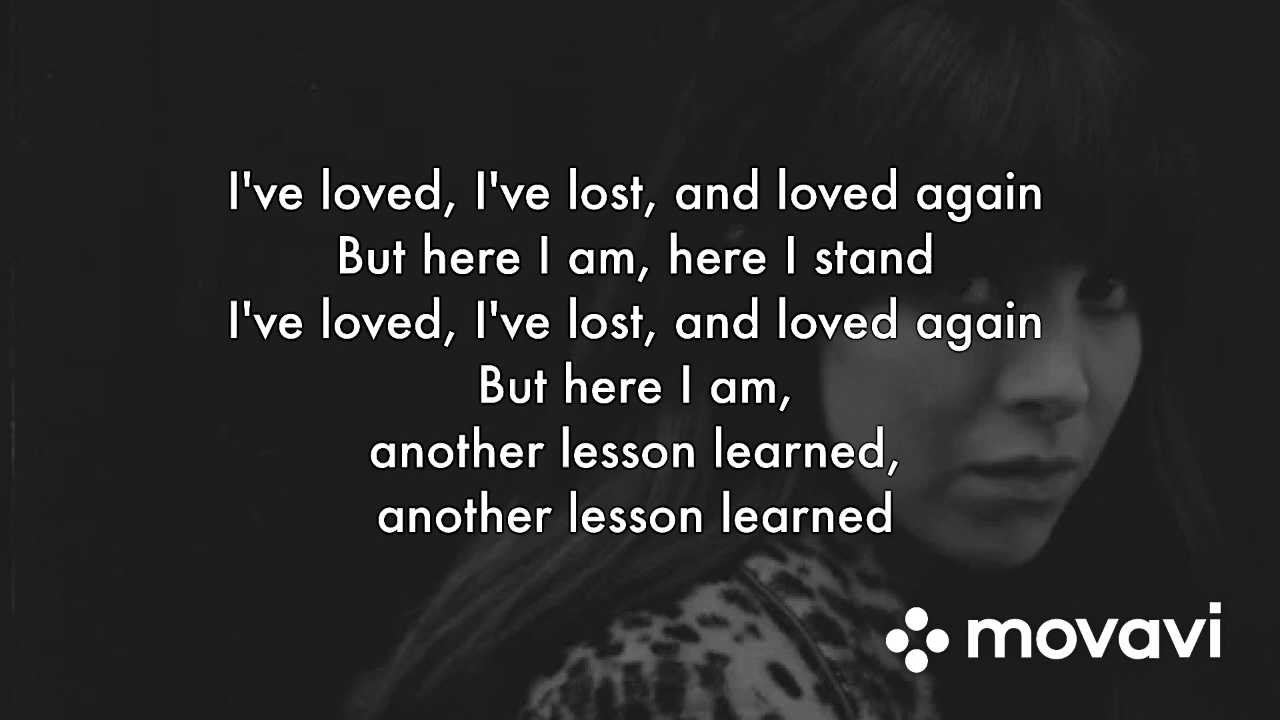 I've loved, I've lost, and loved again
But here I am, here I stand
I've loved, I've lost, and loved again
But here I am,
another lesson learned,
another lesson learned
movavi